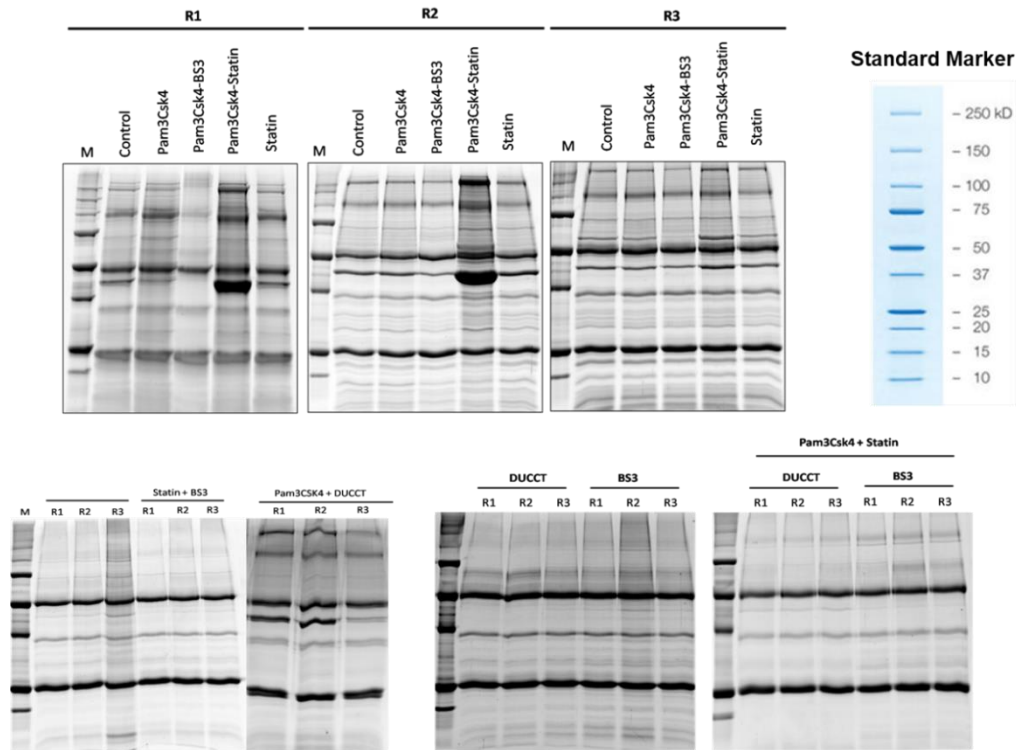 R1
R2
R3
M
Control
Pam3Csk4
Pam3Csk4-BS3
Pam3Csk4-Statin
Statin
M
Control
Pam3Csk4
Pam3Csk4-BS3
Pam3Csk4-Statin
Statin
M
Control
Pam3Csk4
Pam3Csk4-BS3
Pam3Csk4-Statin
Statin
Standard Marker
- 250 kD
- 150
- 100
- 75
- 50
- 37
- 25
- 20
- 15
- 10
M
R1 R2 R3
Statin + BS3
R1 R2 R3
Pam3CSK4 + DUCCT
R1 R2 R3
DUCCT
R1 R2 R3
BS3
R1 R2 R3
Pam3Csk4 + Statin
DUCCT
R1 R2 R3
BS3
R1 R2 R3